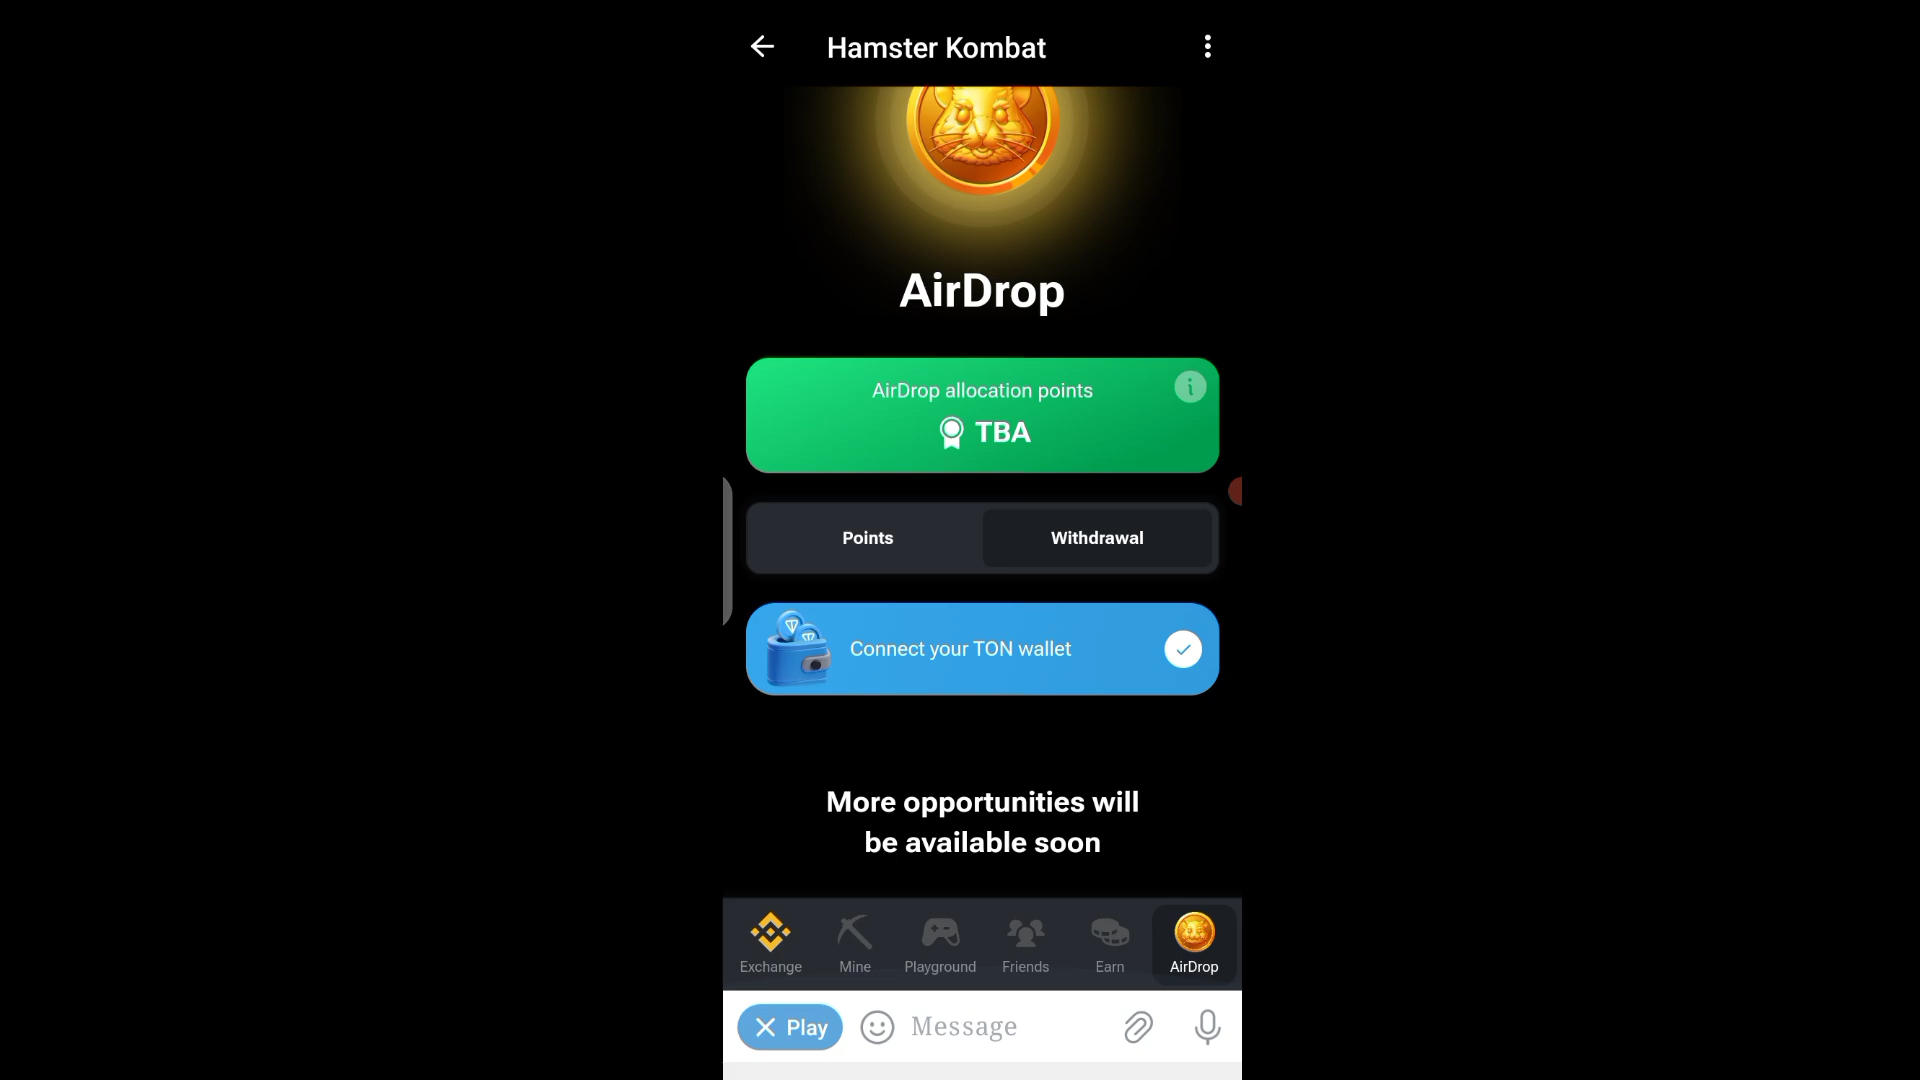 Hamster Kombat
AirDrop
AirDrop allocation points
TBA
Points
Withdrawal
Connect your TON wallet
More opportunities will
be available soon
Exchange
Mine
Playground
Friends
Earn
AirDrop
Play
Message